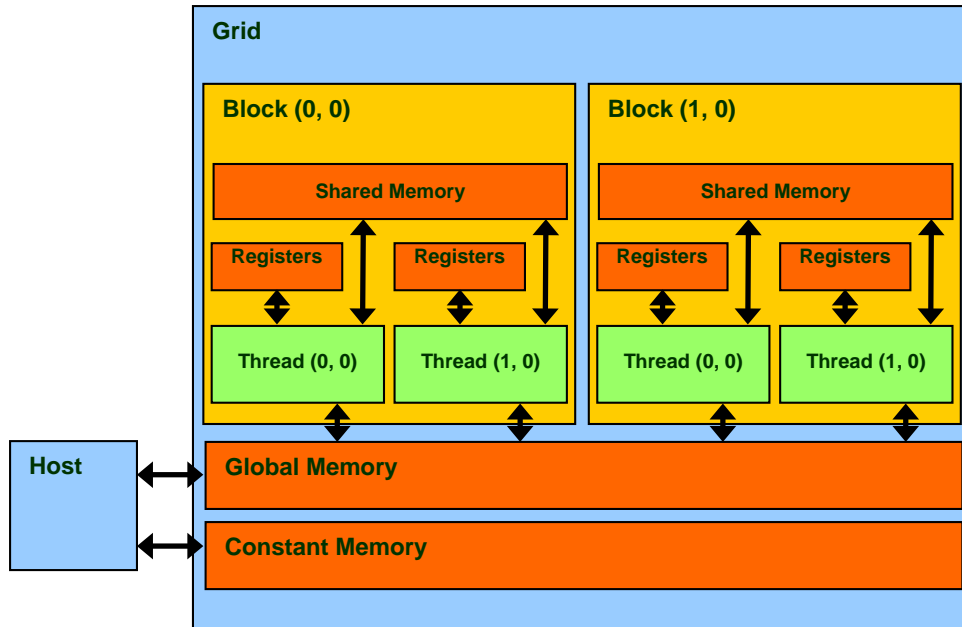 Grid
Block (0, 0)
Block (1, 0)
Shared Memory
Shared Memory
Registers
Registers
Registers
Registers
Thread (0, 0)
Thread (1, 0)
Thread (0, 0)
Thread (1, 0)
Host
Global Memory
Constant Memory